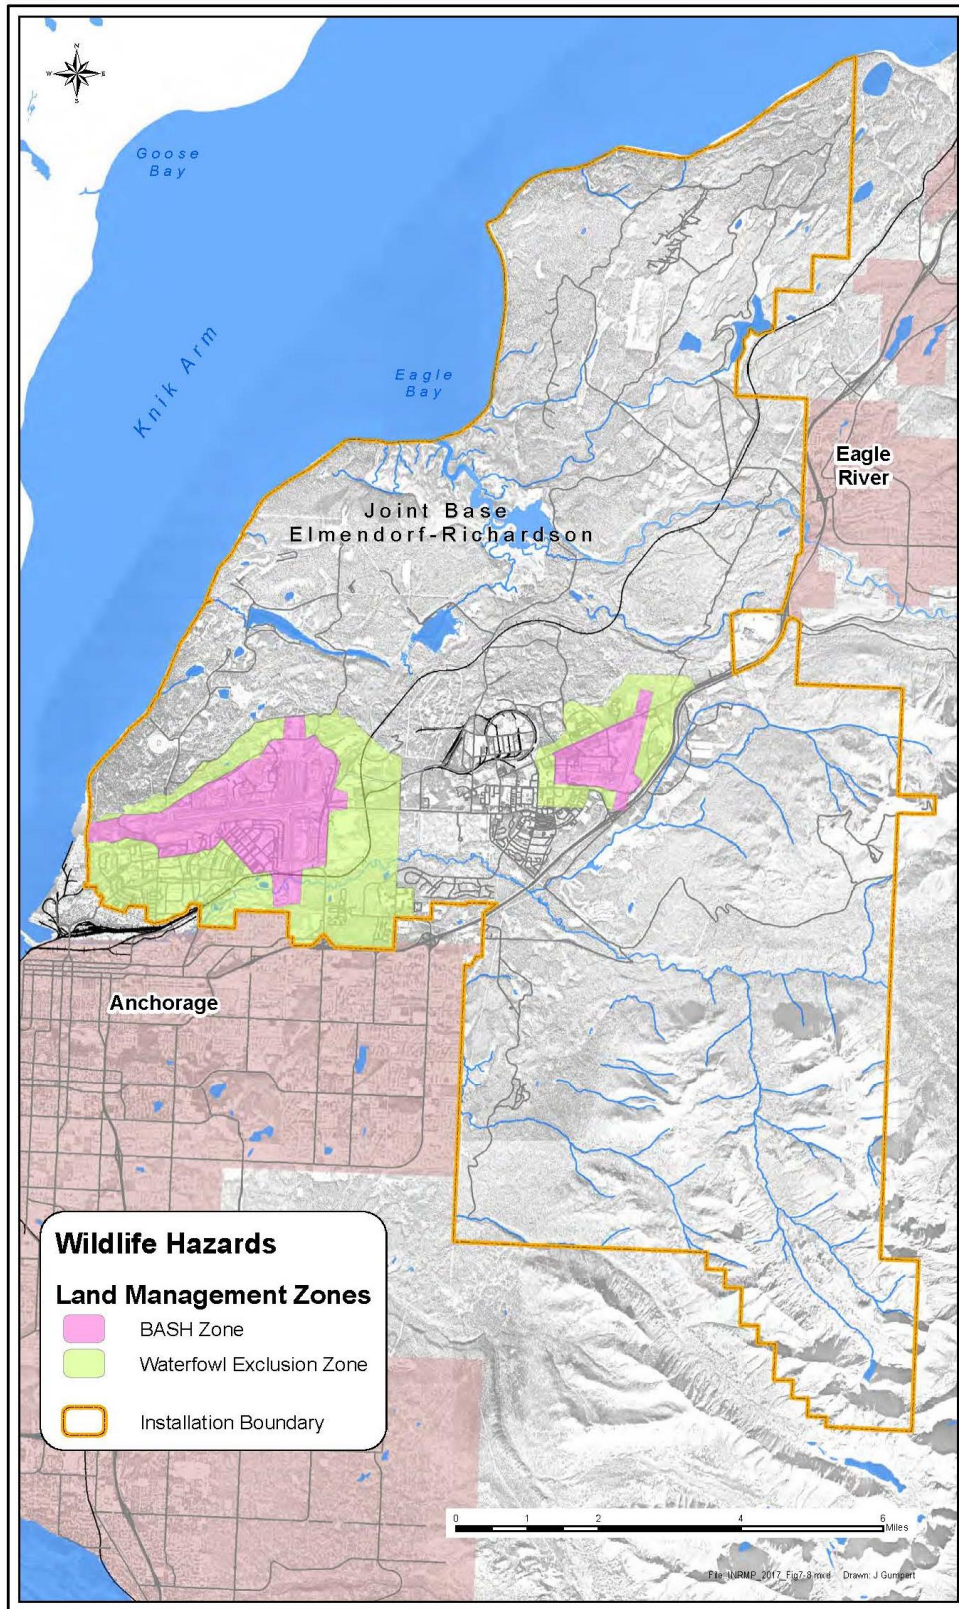 N
W E
S
Goose
Bay
Knik Arm
Eagle
Bay
Eagle
River
Joint Base
Elmendorf-Richardson
Anchorage
Wildlife Hazards
Land Management Zones
BASH Zone
Waterfowl Exclusion Zone
Installation Boundary
0 1 2 4 6
Miles
File: INRMP_2017_Fig7-8.mxd Drawn: J Gumpert